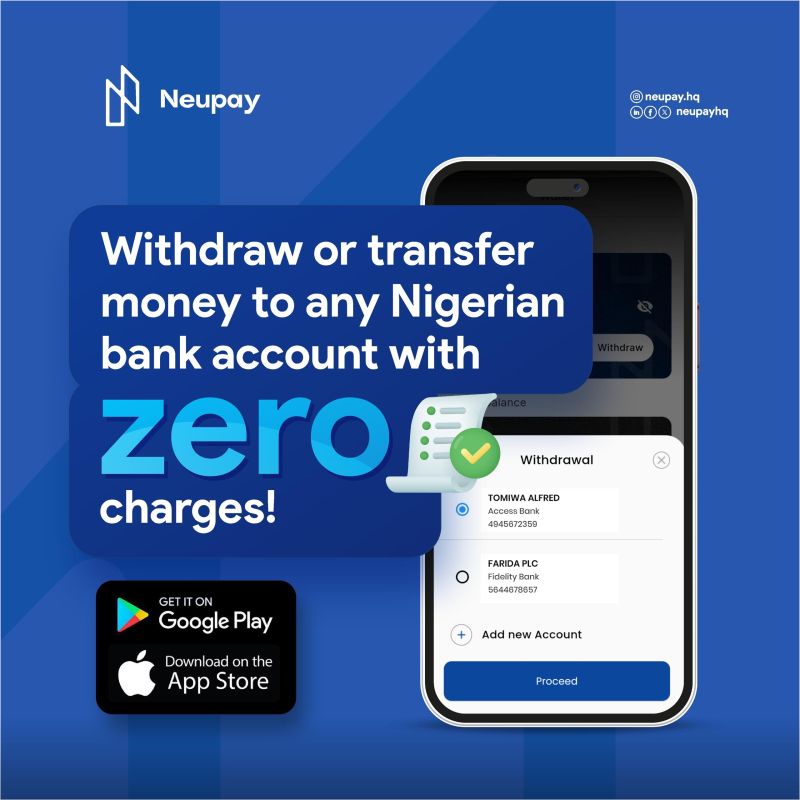 Neupay
neupay.hq
neupayhq
Withdraw or transfer
money to any Nigerian
bank account with
zero
charges!
Withdraw
alance
Withdrawal
TOMIWA ALFRED
Access Bank
4945672359
FARIDA PLC
Fidelity Bank
5644678657
Add new Account
Proceed
GET IT ON
Google Play
Download on the
App Store